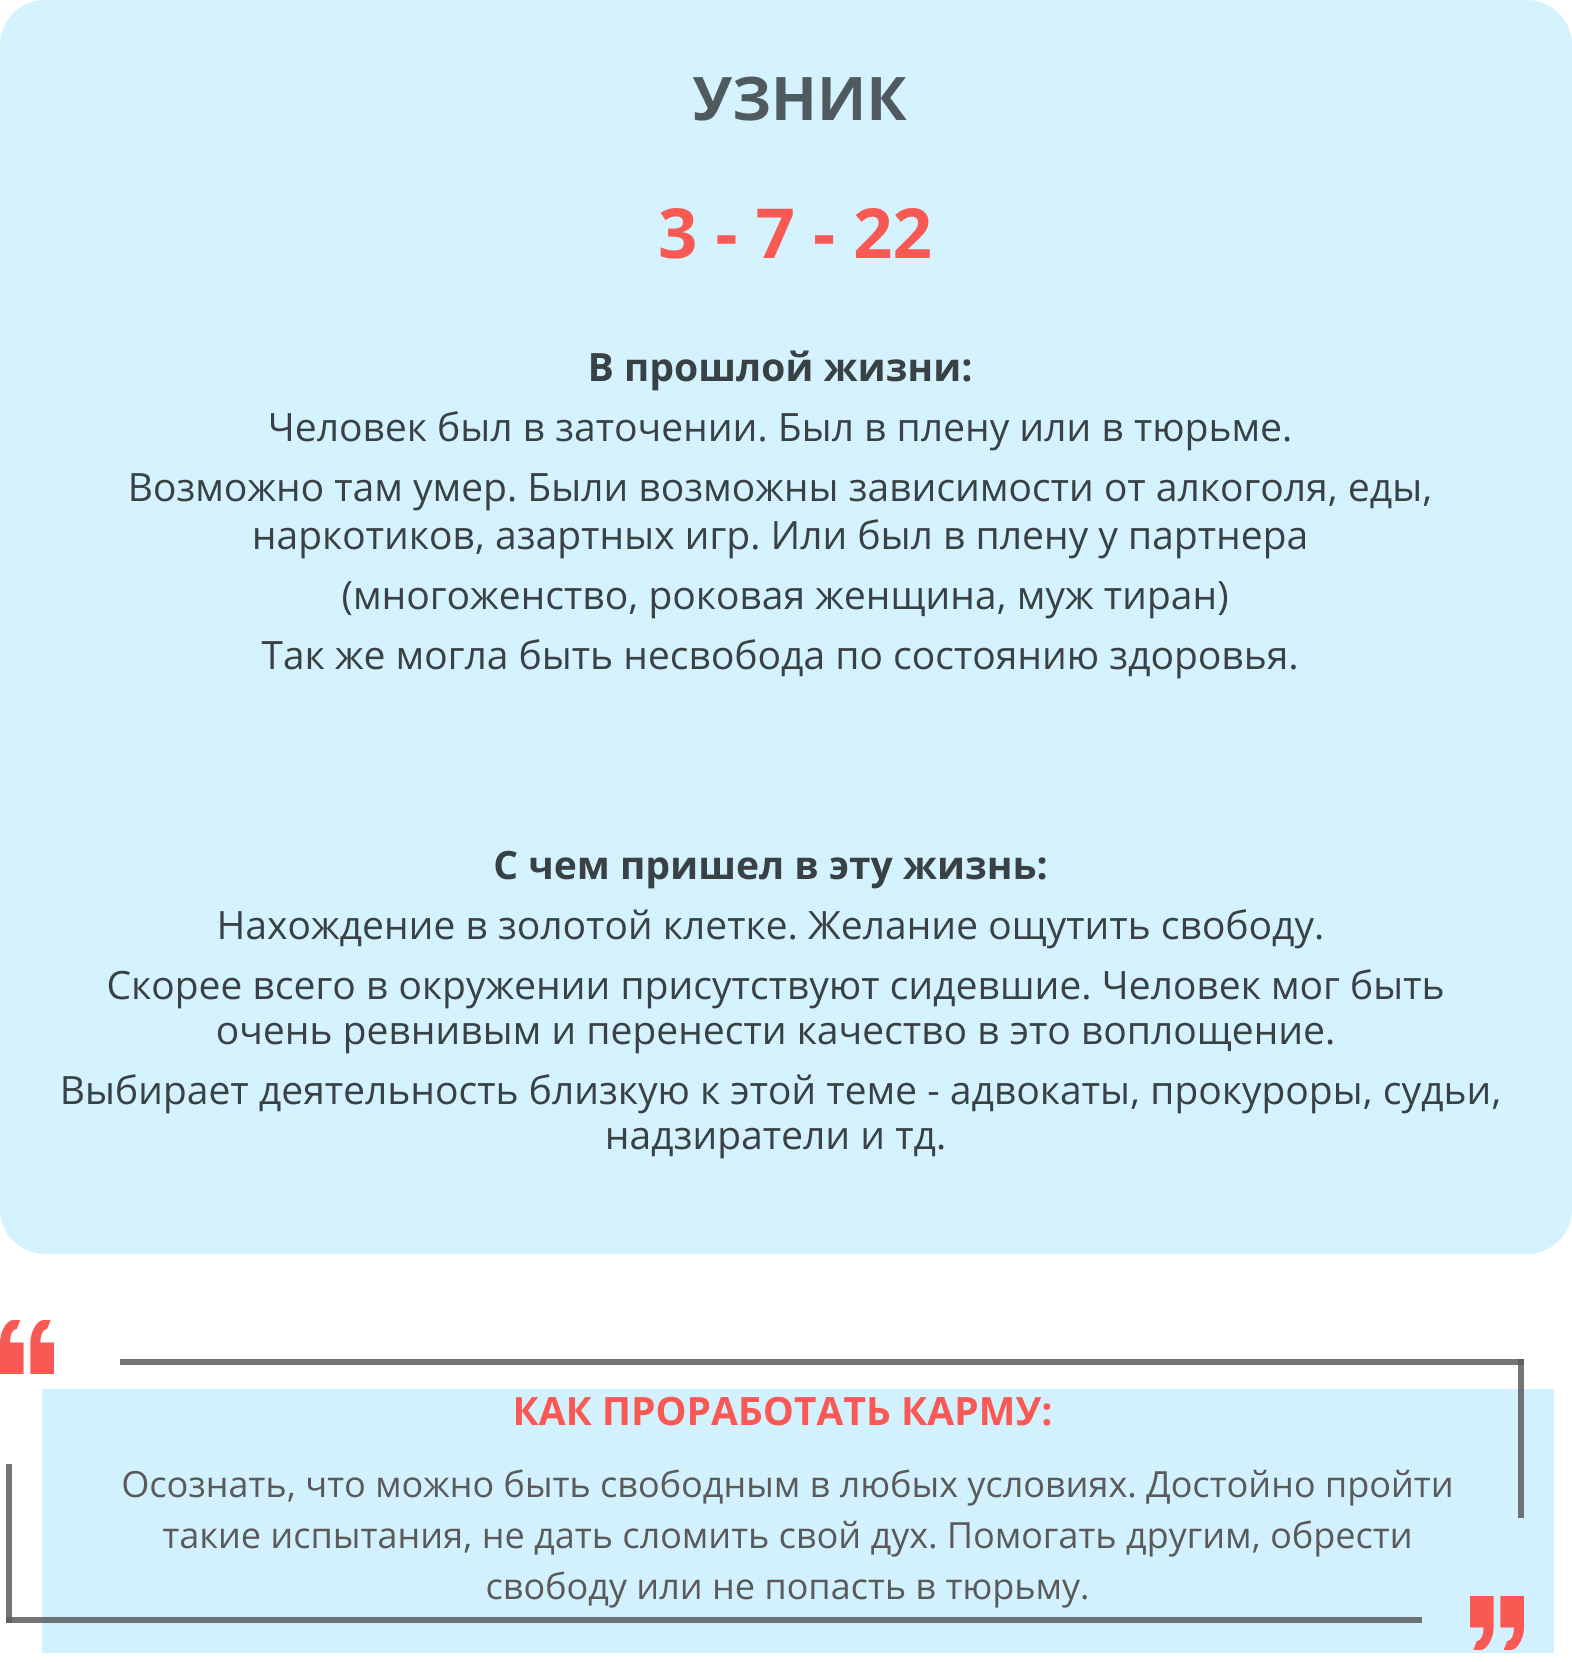 УЗНИК
3 - 7 - 22
В прошлой жизни:
Человек был в заточении. Был в плену или в тюрьме.
Возможно там умер. Были возможны зависимости от алкоголя, еды,
наркотиков, азартных игр. Или был в плену у партнера
(многоженство, роковая женщина, муж тиран)
Так же могла быть несвобода по состоянию здоровья.
С чем пришел в эту жизнь:
Нахождение в золотой клетке. Желание ощутить свободу.
Скорее всего в окружении присутствуют сидевшие. Человек мог быть
очень ревнивым и перенести качество в это воплощение.
Выбирает деятельность близкую к этой теме - адвокаты, прокуроры, судьи,
надзиратели и тд.
КАК ПРОРАБОТАТЬ КАРМУ:
Осознать, что можно быть свободным в любых условиях. Достойно пройти
такие испытания, не дать сломить свой дух. Помогать другим, обрести
свободу или не попасть в тюрьму.